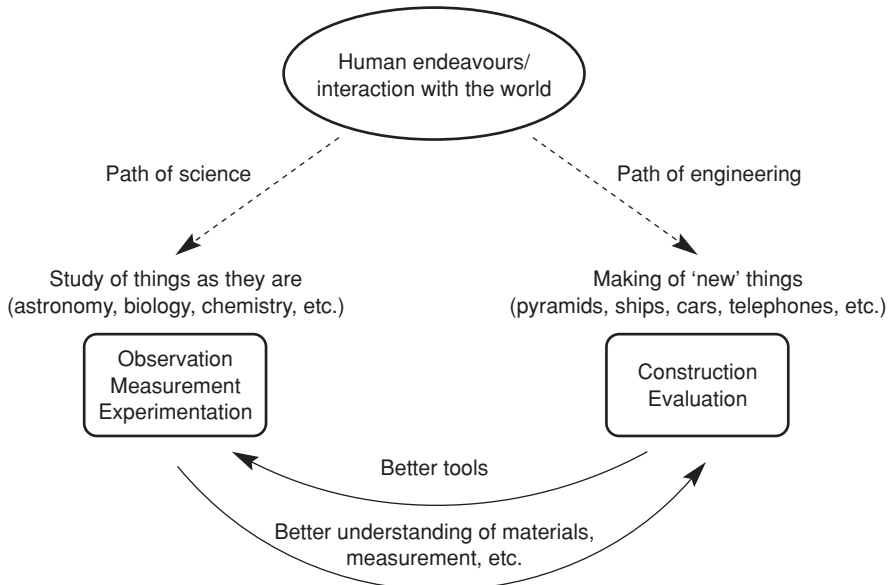 Human endeavours/
interaction with the world
Path of science
Path of engineering
Study of things as they are
(astronomy, biology, chemistry, etc.)
Making of ‘new’ things
(pyramids, ships, cars, telephones, etc.)
Observation
Measurement
Experimentation
Construction
Evaluation
Better tools
Better understanding of materials,
measurement, etc.